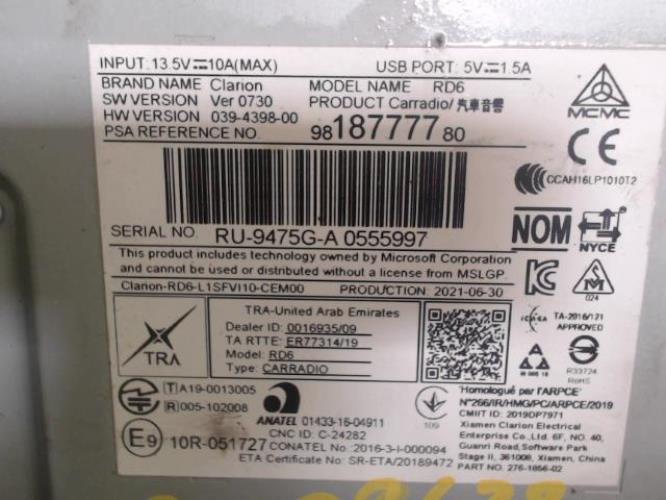 INPUT: 13.5V⎓10A(MAX) USB PORT: 5V⎓1.5A
BRAND NAME Clarion MODEL NAME RD6
SW VERSION Ver 0730 PRODUCT Carradio/汽車音響
HW VERSION 039-4398-00
PSA REFERENCE NO. 9818777780
MCMC
CE
CCAH16LP1010T2
SERIAL NO. RU-9475G-A 0555997
NOM NYCE
This product includes technology owned by Microsoft Corporation
and cannot be used or distributed without a license from MSLGP.
Clarion-RD6-L1SFVI10-CEM00 PRODUCTION: 2021-06-30
024
TRA
TRA-United Arab Emirates
Dealer ID: 0016935/09
TA RTTE: ER77314/19
Model: RD6
Type: CARRADIO
ICASA TA-2016/121
APPROVED
R33724
RoHS
[T]A19-0013005
[R]005-102008
ANATEL 01433-16-04911
109
"Homologué par l'ARPCE"
N°266/IR/HMG/PC/ARPCE/2019
CMIIT ID: 2019DP7971
E9 10R-051727
CNC ID: C-24282
CONATEL No.: 2016-3-I-000094
ETA Certificate No.: SR-ETA/20189472
Xiamen Clarion Electrical
Enterprise Co., Ltd. 6F, NO. 40,
Guanri Road, Software Park
Stage II, 361008, Xiamen, China
PART NO. 276-1856-02